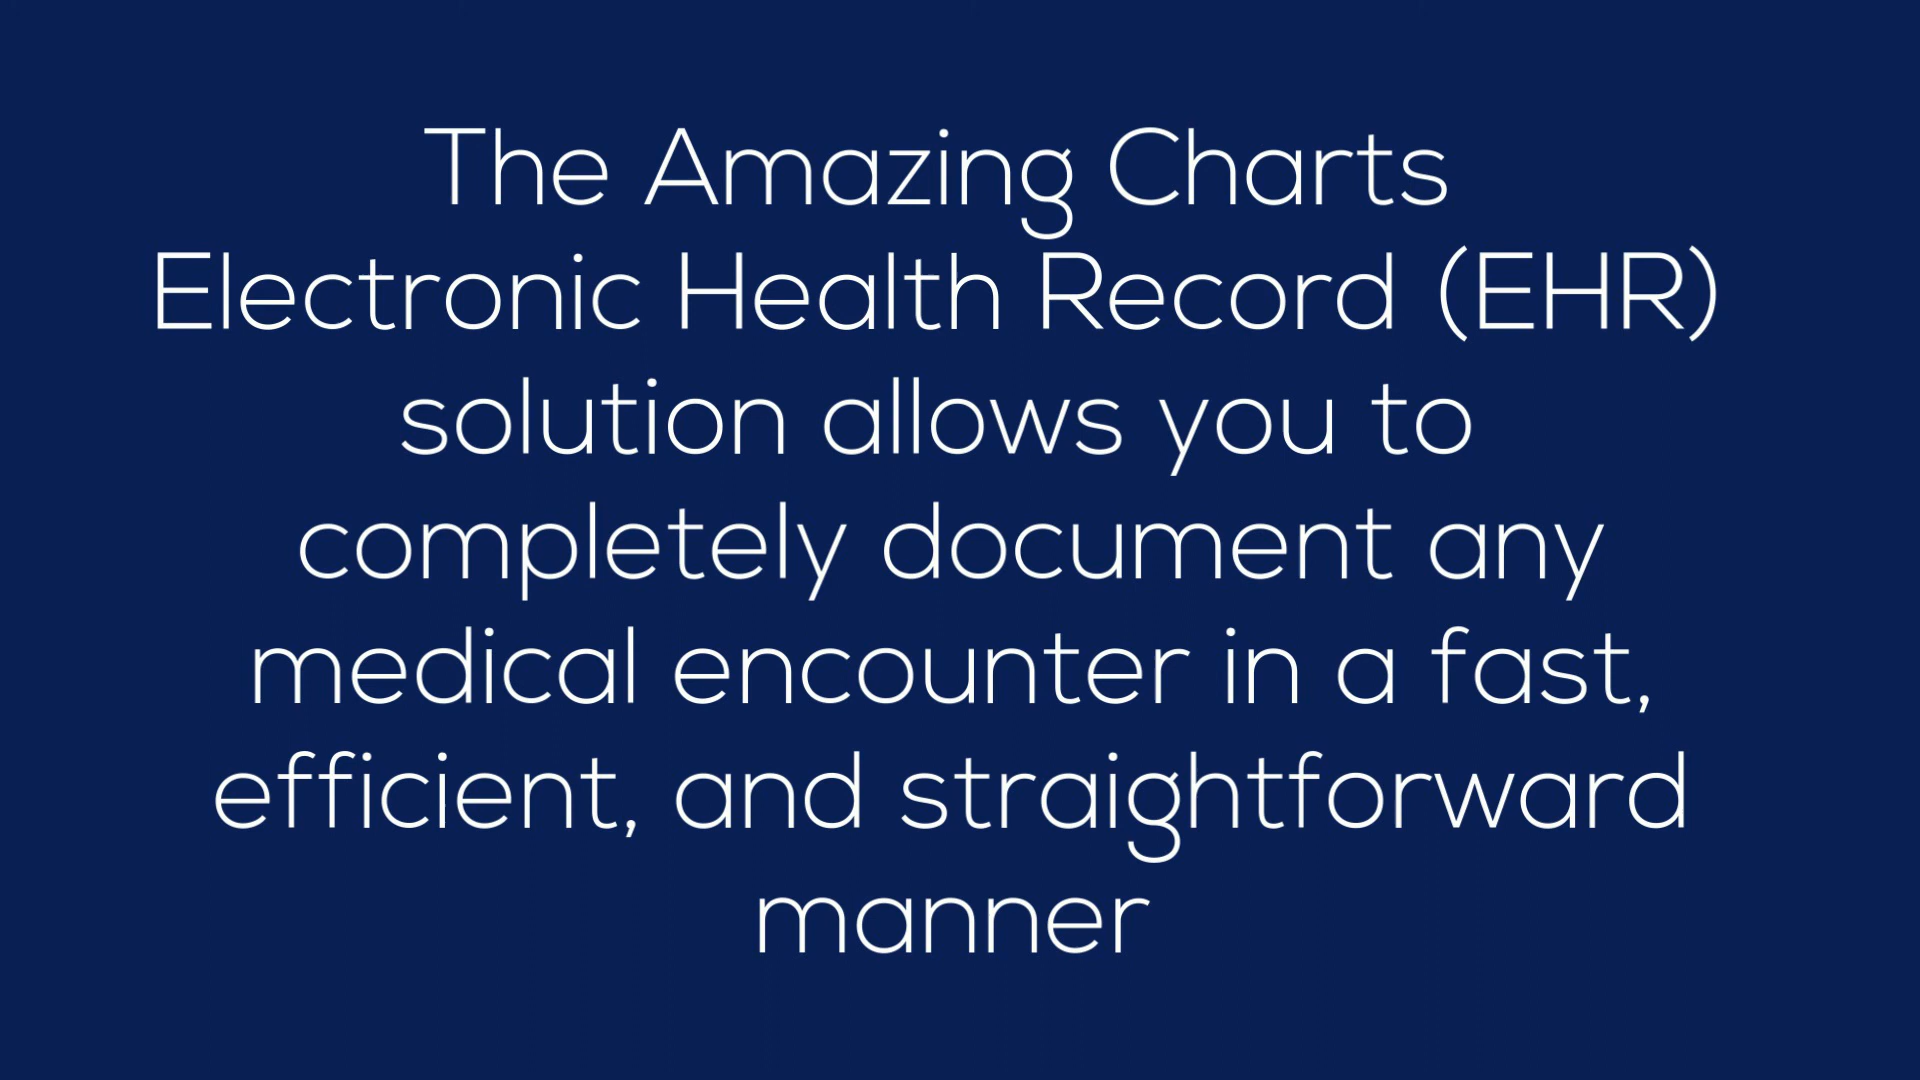 The Amazing Charts
Electronic Health Record (EHR)
solution allows you to
completely document any
medical encounter in a fast,
efficient, and straightforward
manner